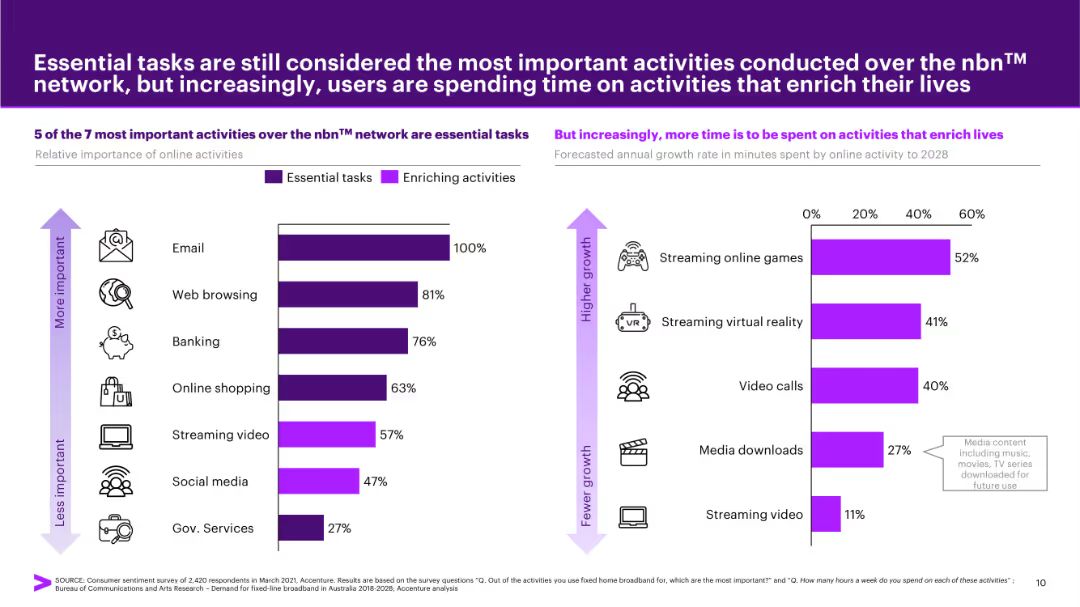 Essential tasks are still considered the most important activities conducted over the nbn™
network, but increasingly, users are spending time on activities that enrich their lives
5 of the 7 most important activities over the nbn™ network are essential tasks
Relative importance of online activities
Essential tasks
Enriching activities
More important
Less important
Email
100%
Web browsing
81%
Banking
76%
Online shopping
63%
Streaming video
57%
Social media
47%
Gov. Services
27%
But increasingly, more time is to be spent on activities that enrich lives
Forecasted annual growth rate in minutes spent by online activity to 2028
0%
20%
40%
60%
Higher growth
Fewer growth
Streaming online games
52%
VR
Streaming virtual reality
41%
Video calls
40%
Media downloads
27%
Media content
including music,
movies, TV series
downloaded for
future use
Streaming video
11%
SOURCE: Consumer sentiment survey of 2,420 respondents in March 2021, Accenture. Results are based on the survey questions "Q. Out of the activities you use fixed home broadband for, which are the most important?" and "Q. How many hours a week do you spend on each of these activities" ;
Bureau of Communications and Arts Research – Demand for fixed-line broadband in Australia 2018-2028; Accenture analysis
10